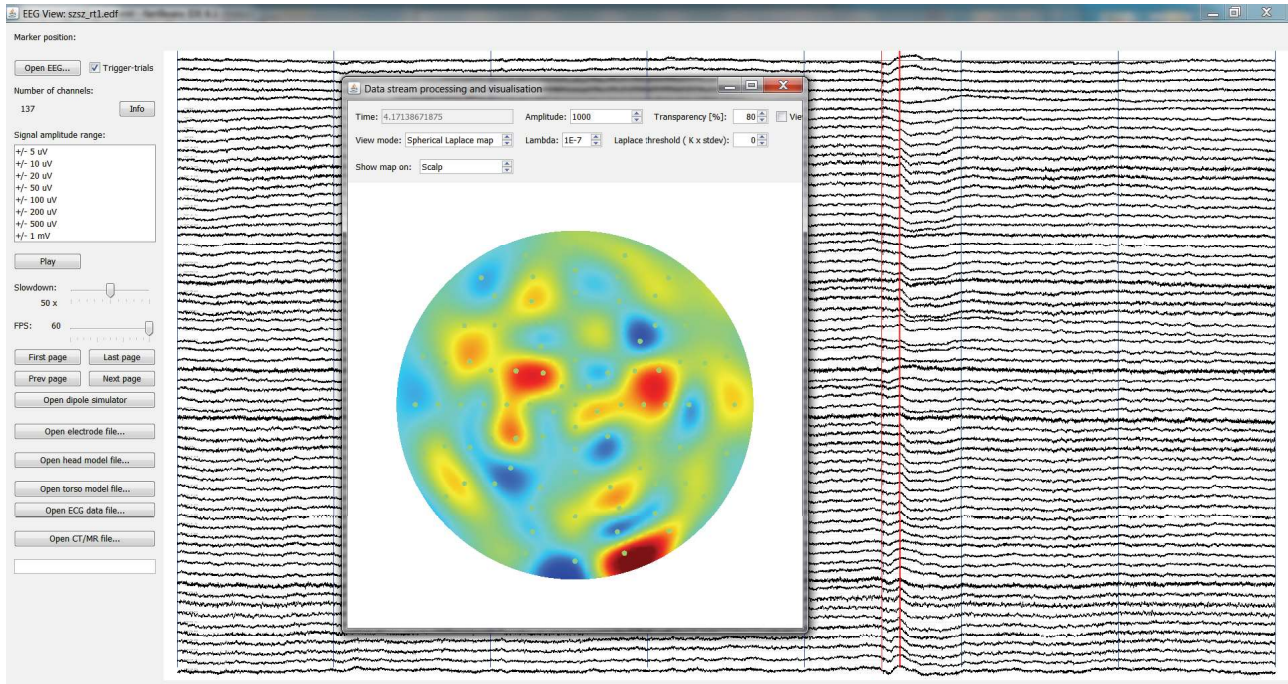 EEG View: szsz_rt1.edf
Marker position:
Open EEG...
Trigger-trials
Number of channels:
137
Info
Signal amplitude range:
+/- 5 uV
+/- 10 uV
+/- 20 uV
+/- 50 uV
+/- 100 uV
+/- 200 uV
+/- 500 uV
+/- 1 mV
Play
Slowdown:
50 x
FPS: 60
First page
Last page
Prev page
Next page
Open dipole simulator
Open electrode file...
Open head model file...
Open torso model file...
Open ECG data file...
Open CT/MR file...
Data stream processing and visualisation
Time: 4.17138671875 Amplitude: 1000 Transparency [%]: 80 Vie
View mode: Spherical Laplace map Lambda: 1E-7 Laplace threshold ( K x stdev): 0
Show map on: Scalp